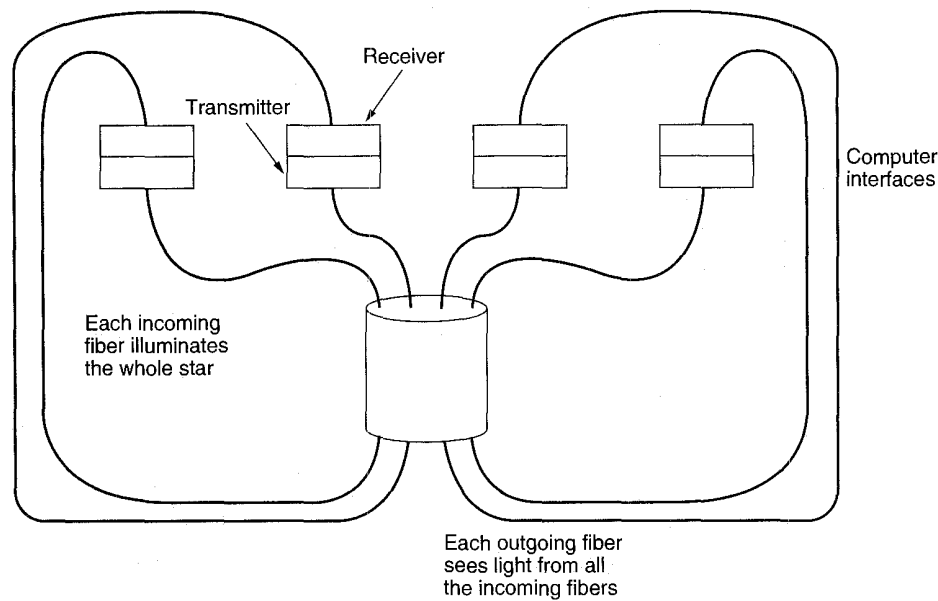 Receiver
Transmitter
Computer
interfaces
Each incoming
fiber illuminates
the whole star
Each outgoing fiber
sees light from all
the incoming fibers